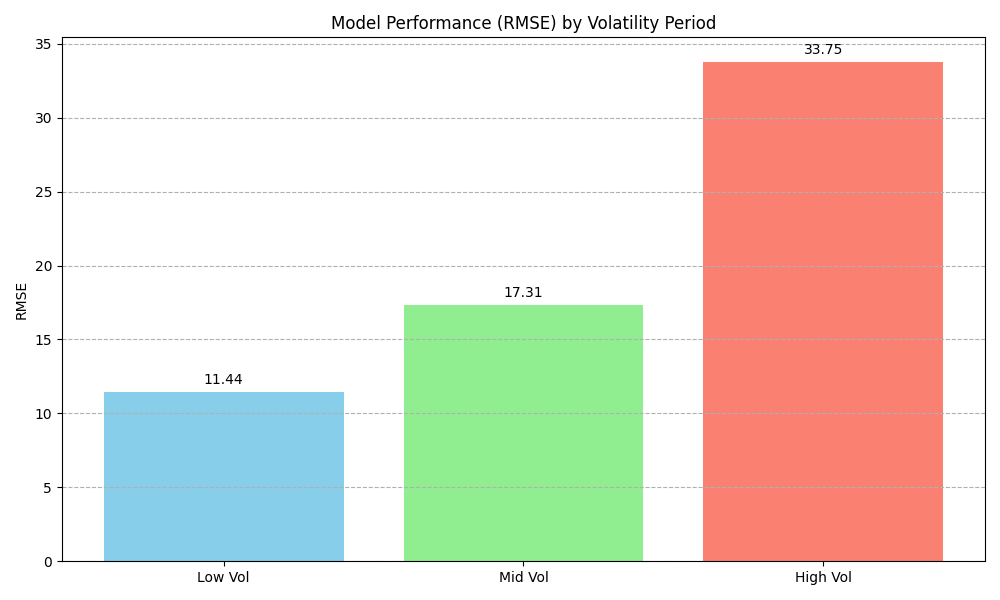 Model Performance (RMSE) by Volatility Period
35
30
25
20
15
10
5
0
RMSE
11.44
17.31
33.75
Low Vol
Mid Vol
High Vol